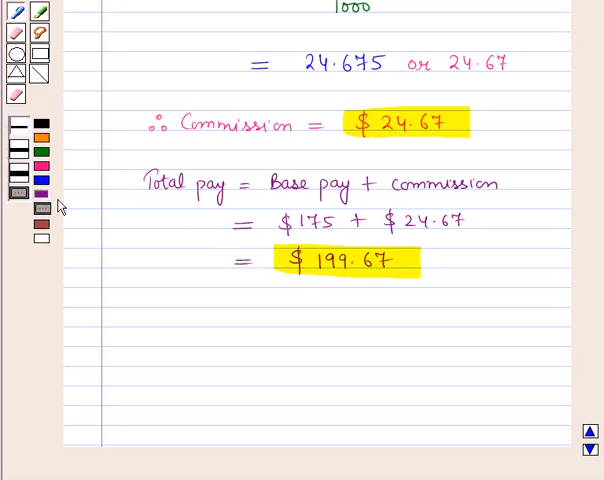 1000
= 24.675 or 24.67
∴ Commission = $ 24.67
Total pay = Base pay + commission
= $175 + $24.67
= $ 199.67